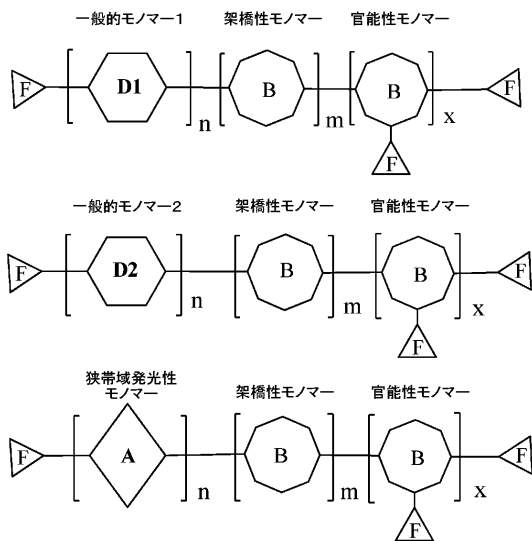 一般的モノマー1 架橋性モノマー 官能性モノマー
F D1 n B m B x F
F
一般的モノマー2 架橋性モノマー 官能性モノマー
F D2 n B m B x F
F
狭帯域発光性
モノマー 架橋性モノマー 官能性モノマー
F A n B m B x F
F